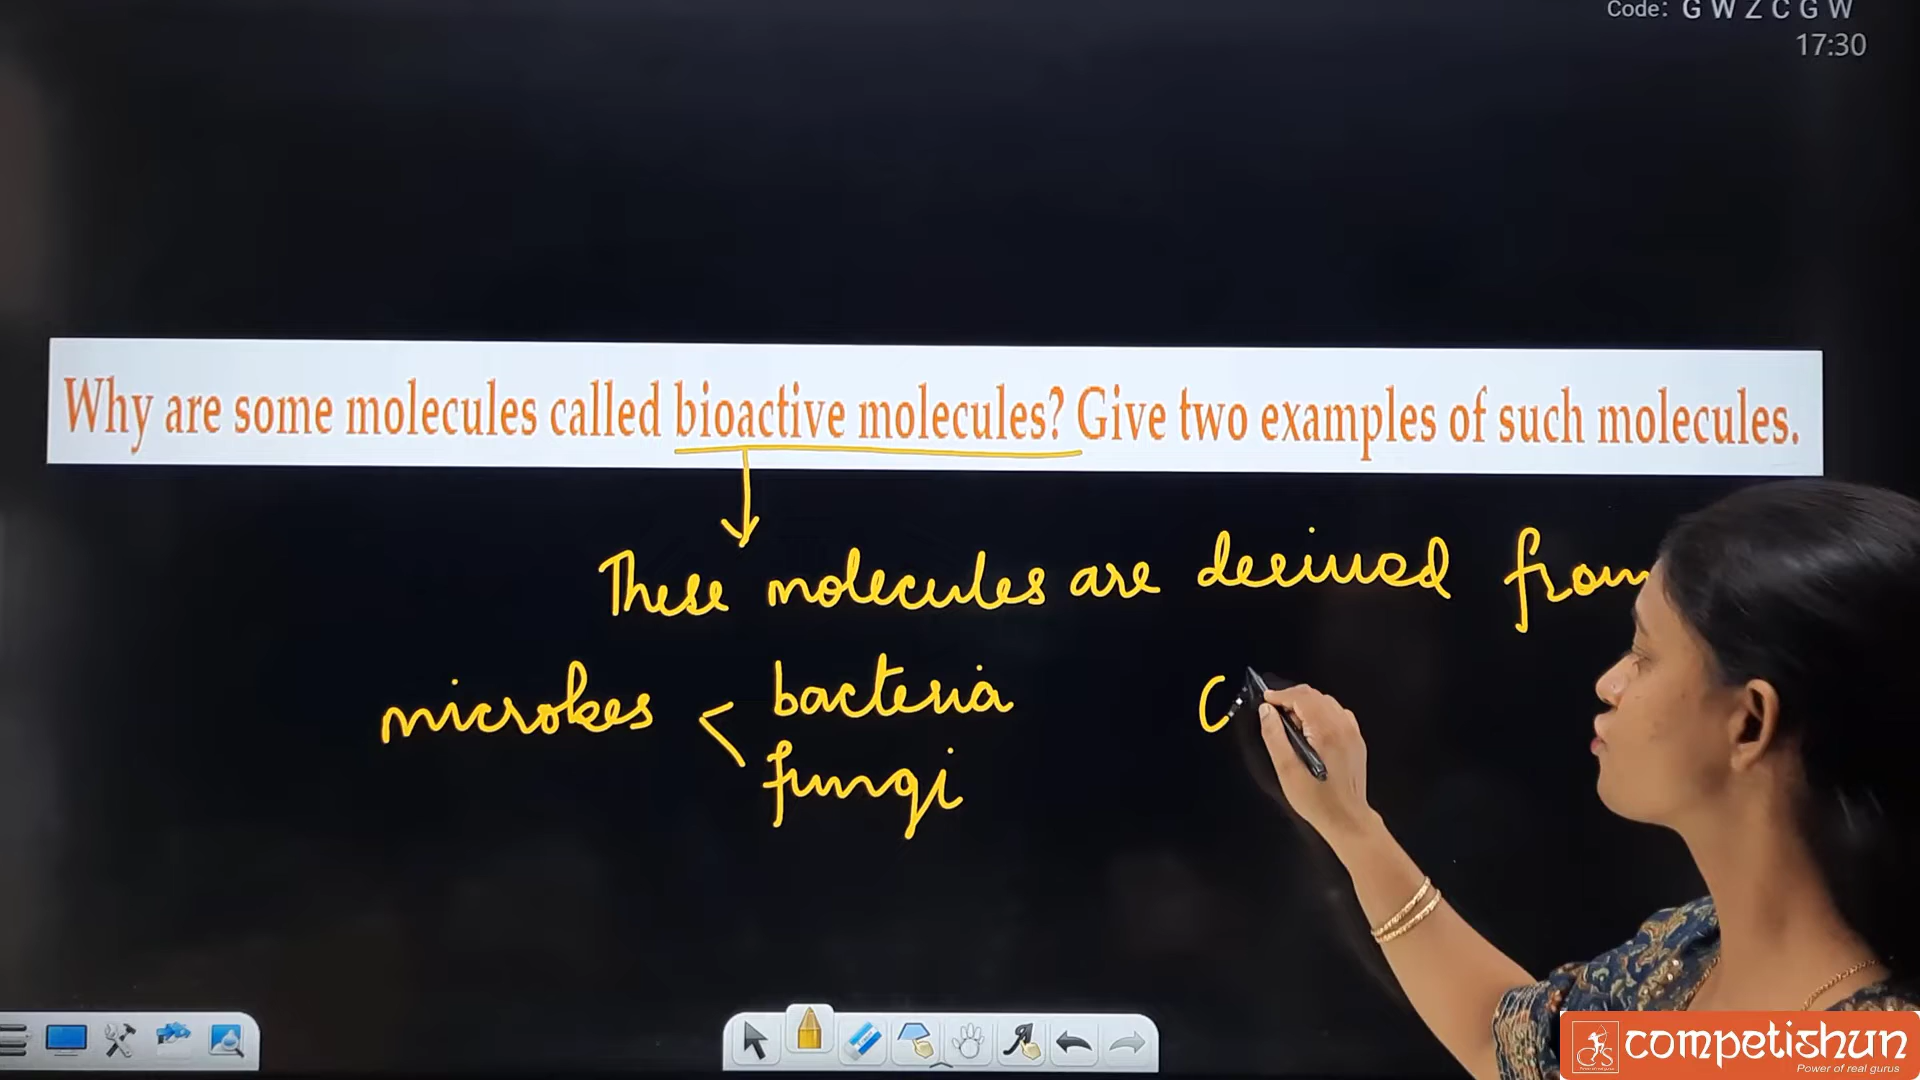 Code: G W Z C G W
17:30
Why are some molecules called bioactive molecules? Give two examples of such molecules.
These molecules are derived from
microbes < bacteria
fungi
(
competishun
Power of real gurus